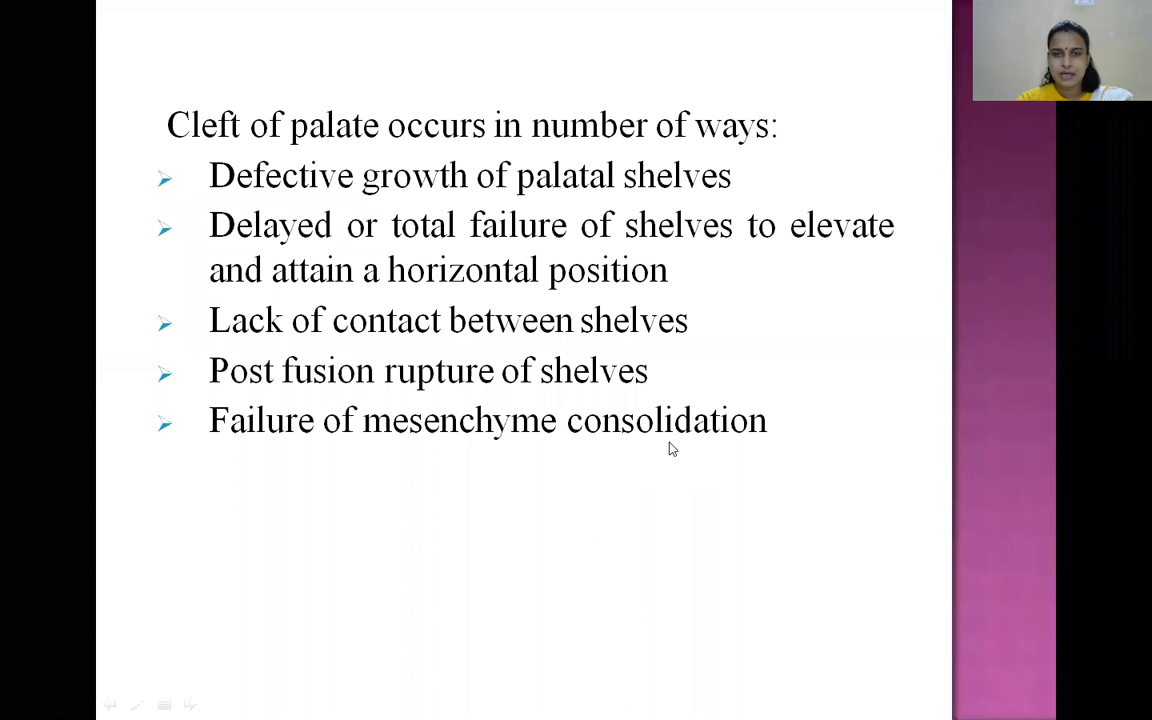 Cleft of palate occurs in number of ways:
Defective growth of palatal shelves
Delayed or total failure of shelves to elevate
and attain a horizontal position
Lack of contact between shelves
Post fusion rupture of shelves
Failure of mesenchyme consolidation